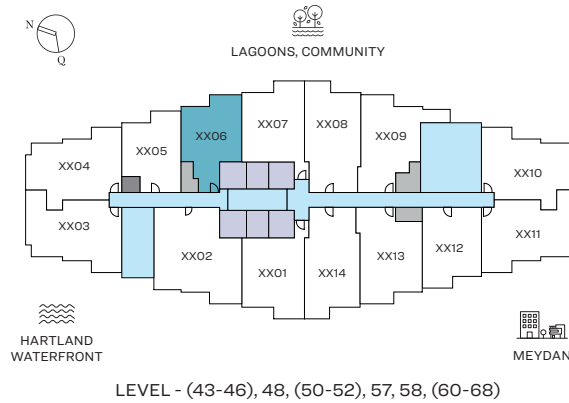 N
Q
LAGOONS, COMMUNITY
XX06
XX07
XX08
XX09
XX05
XX04
XX10
XX03
XX02
XX01
XX14
XX13
XX12
XX11
HARTLAND
WATERFRONT
MEYDAN
LEVEL - (43-46), 48, (50-52), 57, 58, (60-68)